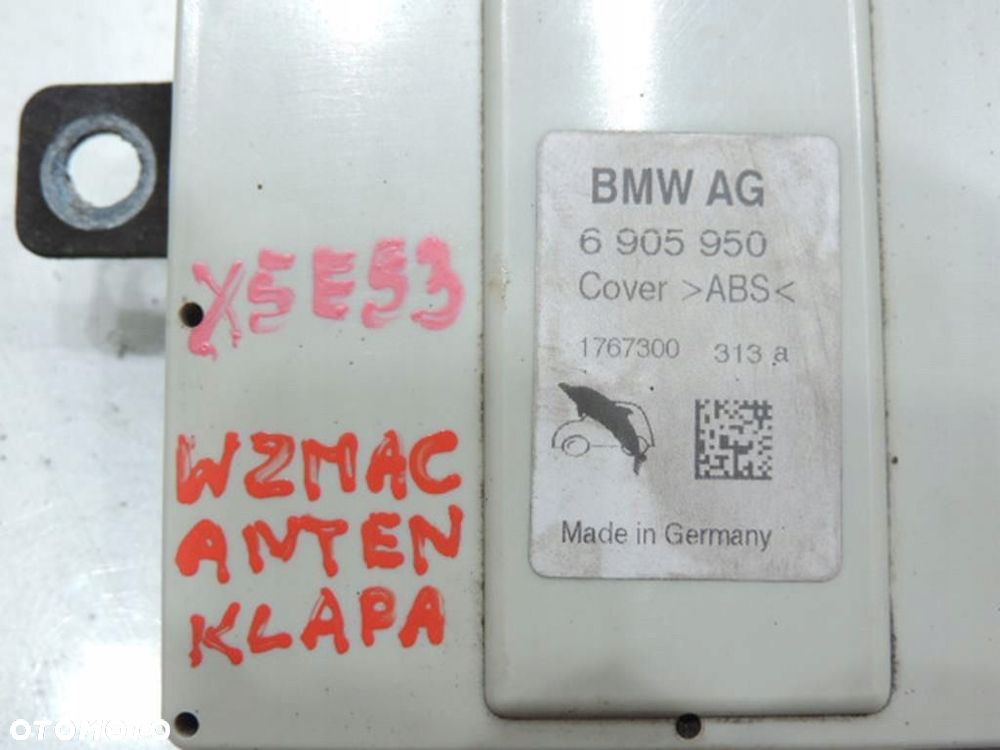 X5E53
WZMAC
ANTEN
KLAPA
BMW AG
6 905 950
Cover >ABS<
1767300 313 a
Made in Germany
OTOMOTO